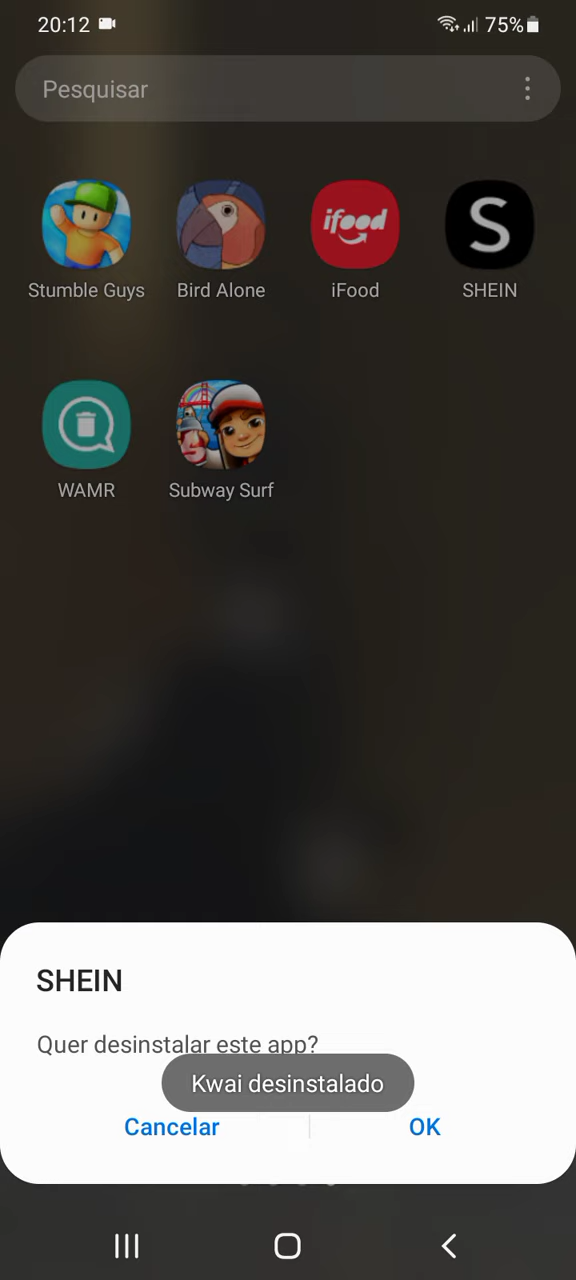 20:12 75%
Pesquisar
ifood
S
Stumble Guys Bird Alone iFood SHEIN
WAMR Subway Surf
SHEIN
Quer desinstalar este app?
Kwai desinstalado
Cancelar OK